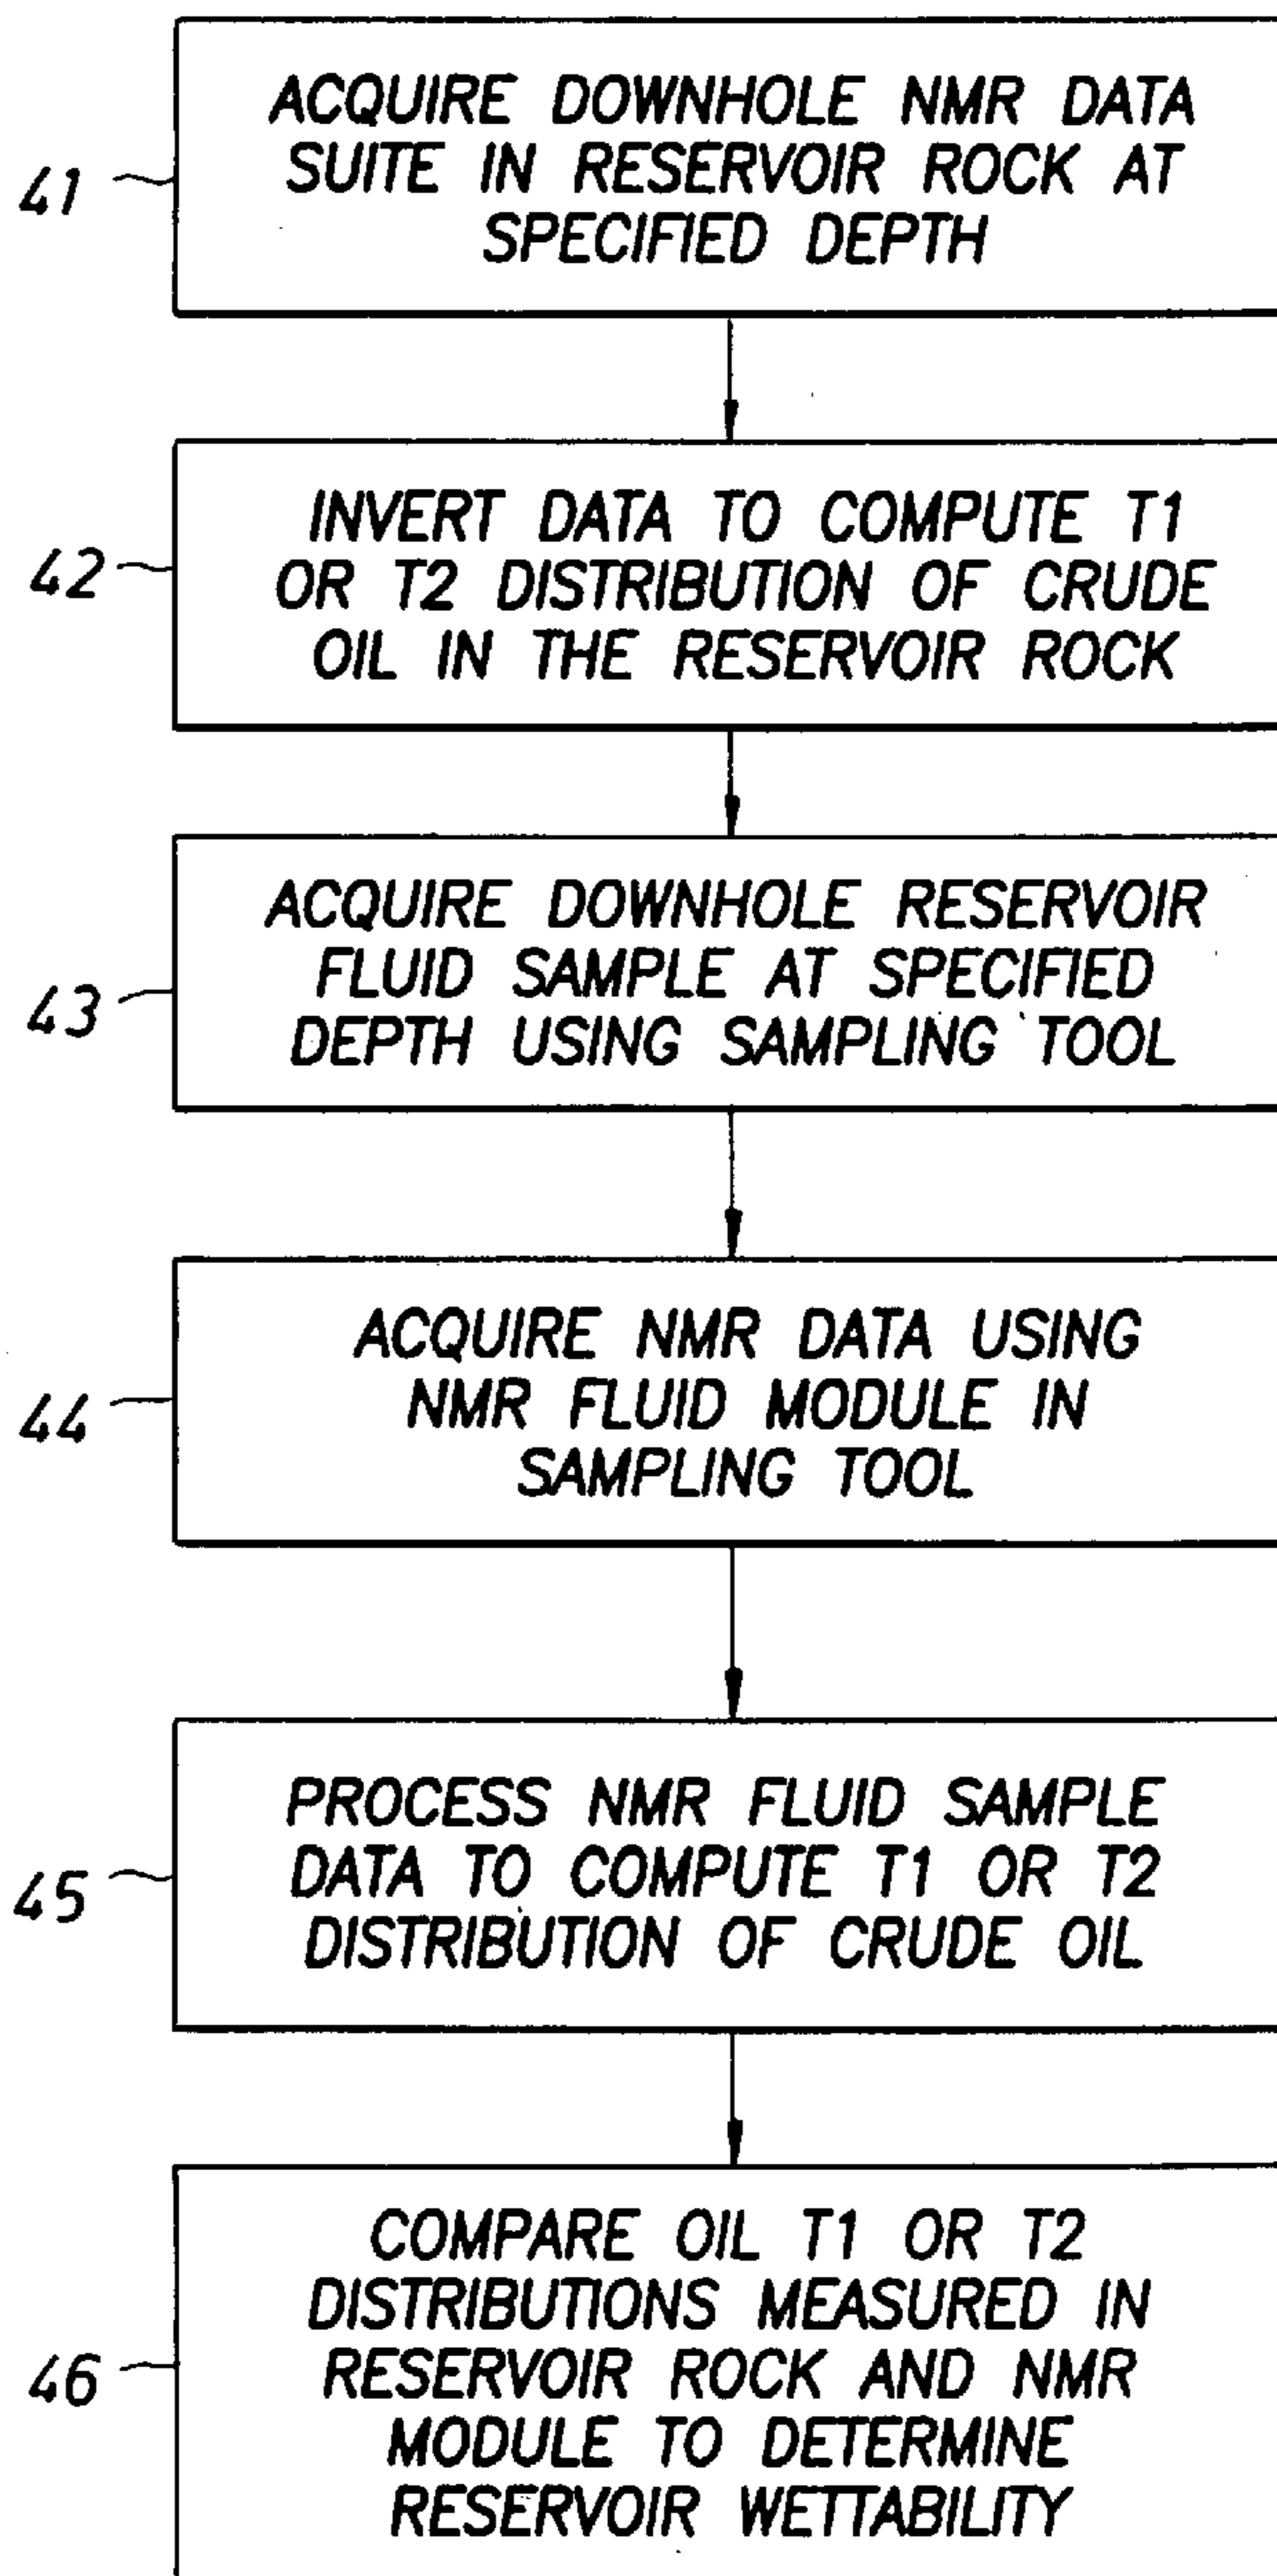 41
ACQUIRE DOWNHOLE NMR DATA
SUITE IN RESERVOIR ROCK AT
SPECIFIED DEPTH
42
INVERT DATA TO COMPUTE T1
OR T2 DISTRIBUTION OF CRUDE
OIL IN THE RESERVOIR ROCK
43
ACQUIRE DOWNHOLE RESERVOIR
FLUID SAMPLE AT SPECIFIED
DEPTH USING SAMPLING TOOL
44
ACQUIRE NMR DATA USING
NMR FLUID MODULE IN
SAMPLING TOOL
45
PROCESS NMR FLUID SAMPLE
DATA TO COMPUTE T1 OR T2
DISTRIBUTION OF CRUDE OIL
46
COMPARE OIL T1 OR T2
DISTRIBUTIONS MEASURED IN
RESERVOIR ROCK AND NMR
MODULE TO DETERMINE
RESERVOIR WETTABILITY